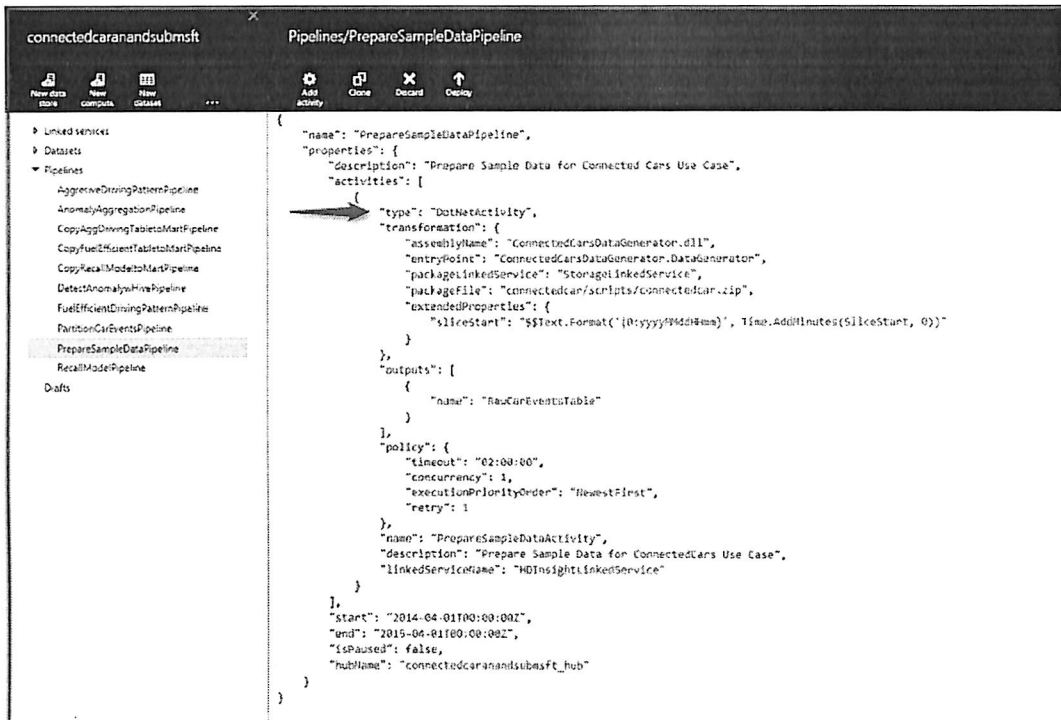 connectedcaranandsubmsft
Pipelines/PrepareSampleDataPipeline
New data store
New compute
New dataset
...
Add activity
Clone
Discard
Deploy
Linked services
Datasets
Pipelines
AggresiveDrivingPatternPipeline
AnomalyAggregationPipeline
CopyAggDrivingTabletoMartPipeline
CopyFuelEfficientTabletoMartPipeline
CopyRecallModeltoMartPipeline
DetectAnomalywHivePipeline
FuelEfficientDrivingPatternPipeline
PartitionCarEventsPipeline
PrepareSampleDataPipeline
RecallModelPipeline
Drafts
{
"name": "PrepareSampleDataPipeline",
"properties": {
"description": "Prepare Sample Data for Connected Cars Use Case",
"activities": [
{
"type": "DotNetActivity",
"transformation": {
"assemblyName": "ConnectedCarsDataGenerator.dll",
"entryPoint": "ConnectedCarsDataGenerator.DataGenerator",
"packageLinkedService": "StorageLinkedService",
"packageFile": "connectedcar/scripts/connectedcar.zip",
"extendedProperties": {
"sliceStart": "$$Text.Format('{0:yyyyMMddHHmm}', Time.AddMinutes(SliceStart, 0))"
}
},
"outputs": [
{
"name": "RawCarEventsTable"
}
],
"policy": {
"timeout": "02:00:00",
"concurrency": 1,
"executionPriorityOrder": "NewestFirst",
"retry": 1
},
"name": "PrepareSampleDataActivity",
"description": "Prepare Sample Data for ConnectedCars Use Case",
"linkedServiceName": "HDInsightLinkedService"
}
],
"start": "2014-04-01T00:00:00Z",
"end": "2015-04-01T00:00:00Z",
"isPaused": false,
"hubName": "connectedcaranandsubmsft_hub"
}
}